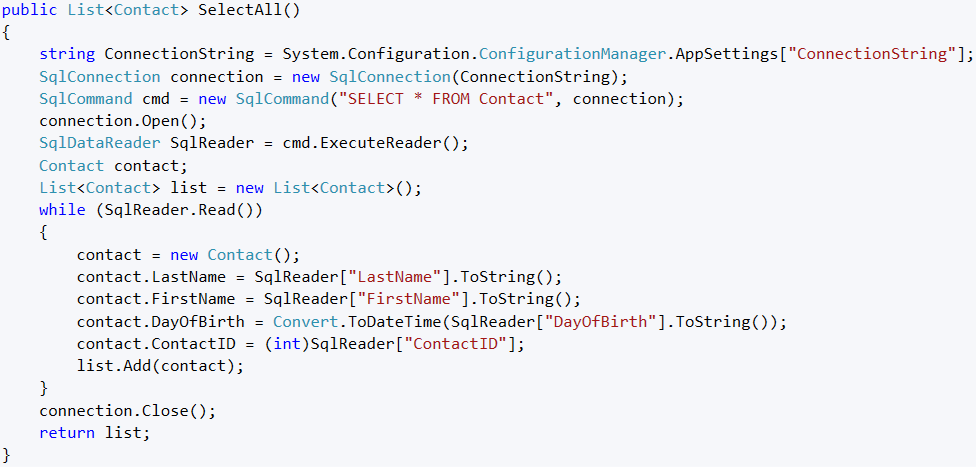 public List<Contact> SelectAll()
{
    string ConnectionString = System.Configuration.ConfigurationManager.AppSettings["ConnectionString"];
    SqlConnection connection = new SqlConnection(ConnectionString);
    SqlCommand cmd = new SqlCommand("SELECT * FROM Contact", connection);
    connection.Open();
    SqlDataReader SqlReader = cmd.ExecuteReader();
    Contact contact;
    List<Contact> list = new List<Contact>();
    while (SqlReader.Read())
    {
        contact = new Contact();
        contact.LastName = SqlReader["LastName"].ToString();
        contact.FirstName = SqlReader["FirstName"].ToString();
        contact.DayOfBirth = Convert.ToDateTime(SqlReader["DayOfBirth"].ToString());
        contact.ContactID = (int)SqlReader["ContactID"];
        list.Add(contact);
    }
    connection.Close();
    return list;
}